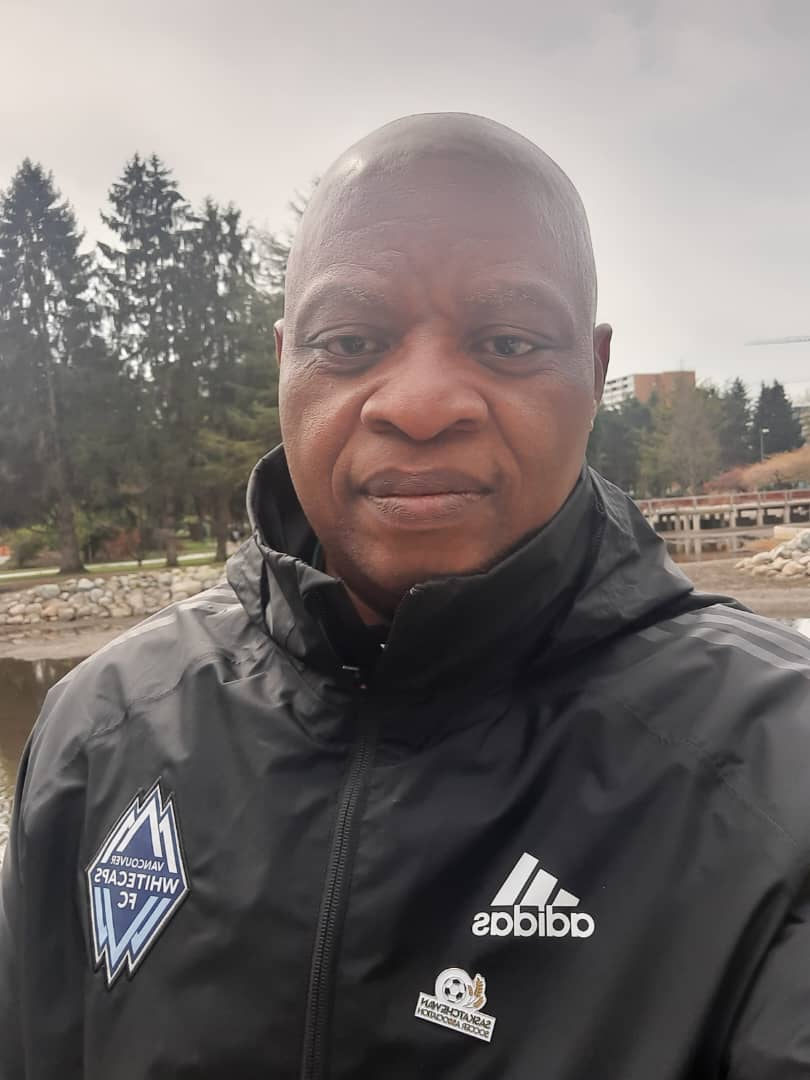 VANCOUVER
WHITECAPS
FC
adidas
SASKATCHEWAN
SOCCER ASSOCIATION